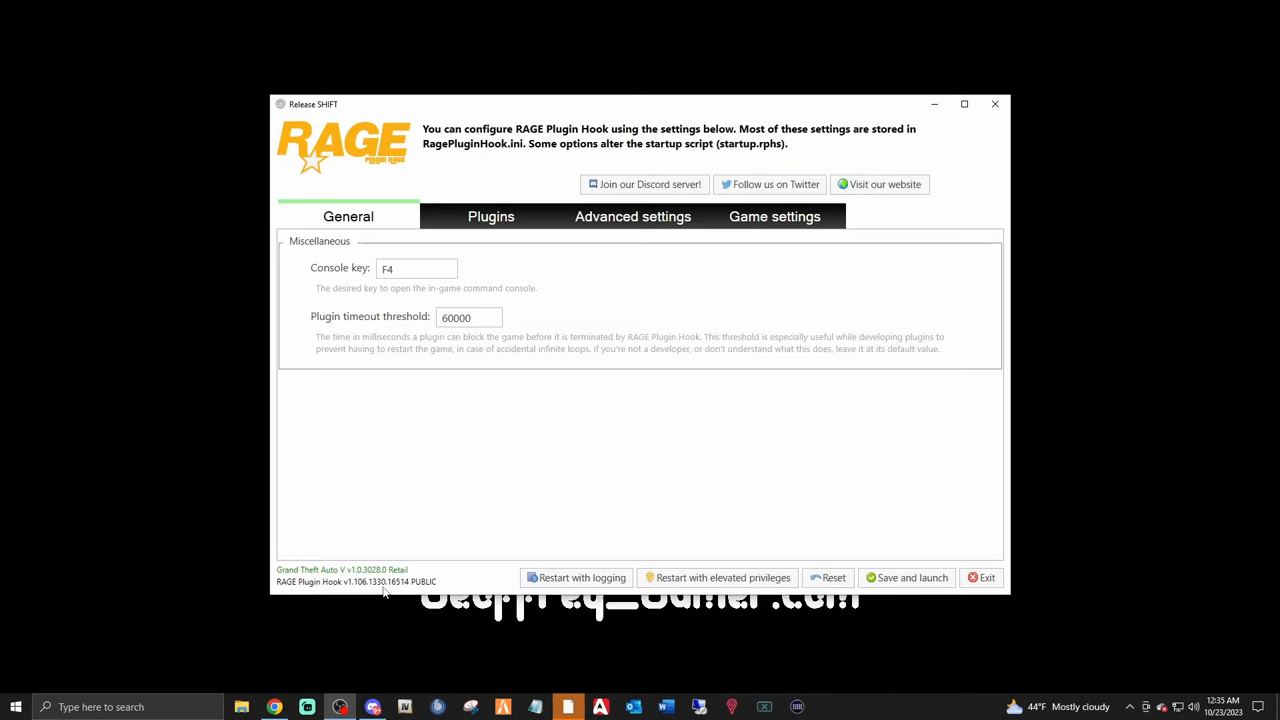 Release SHIFT
RAGE
PLUGIN HOOK
You can configure RAGE Plugin Hook using the settings below. Most of these settings are stored in
RagePluginHook.ini. Some options alter the startup script (startup.rphs).
Join our Discord server!
Follow us on Twitter
Visit our website
General
Plugins
Advanced settings
Game settings
Miscellaneous
Console key:
F4
The desired key to open the in-game command console.
Plugin timeout threshold:
60000
The time in milliseconds a plugin can block the game before it is terminated by RAGE Plugin Hook. This threshold is especially useful while developing plugins to
prevent having to restart the game, in case of accidental infinite loops. If you're not a developer, or don't understand what this does, leave it at its default value.
Grand Theft Auto V v1.0.3028.0 Retail
RAGE Plugin Hook v1.106.1330.16514 PUBLIC
Restart with logging
Restart with elevated privileges
Reset
Save and launch
Exit
Type here to search
44°F Mostly cloudy
12:35 AM
10/23/2023